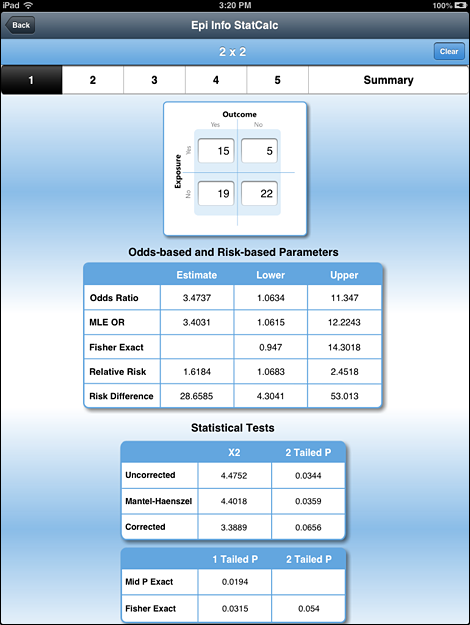 iPad 3:20 PM 100%
Back Epi Info StatCalc
2 x 2 Clear
1 2 3 4 5 Summary
Outcome
Yes No
Exposure
Yes 15 5
No 19 22
Odds-based and Risk-based Parameters
Estimate Lower Upper
Odds Ratio 3.4737 1.0634 11.347
MLE OR 3.4031 1.0615 12.2243
Fisher Exact 0.947 14.3018
Relative Risk 1.6184 1.0683 2.4518
Risk Difference 28.6585 4.3041 53.013
Statistical Tests
X2 2 Tailed P
Uncorrected 4.4752 0.0344
Mantel-Haenszel 4.4018 0.0359
Corrected 3.3889 0.0656
1 Tailed P 2 Tailed P
Mid P Exact 0.0194
Fisher Exact 0.0315 0.054